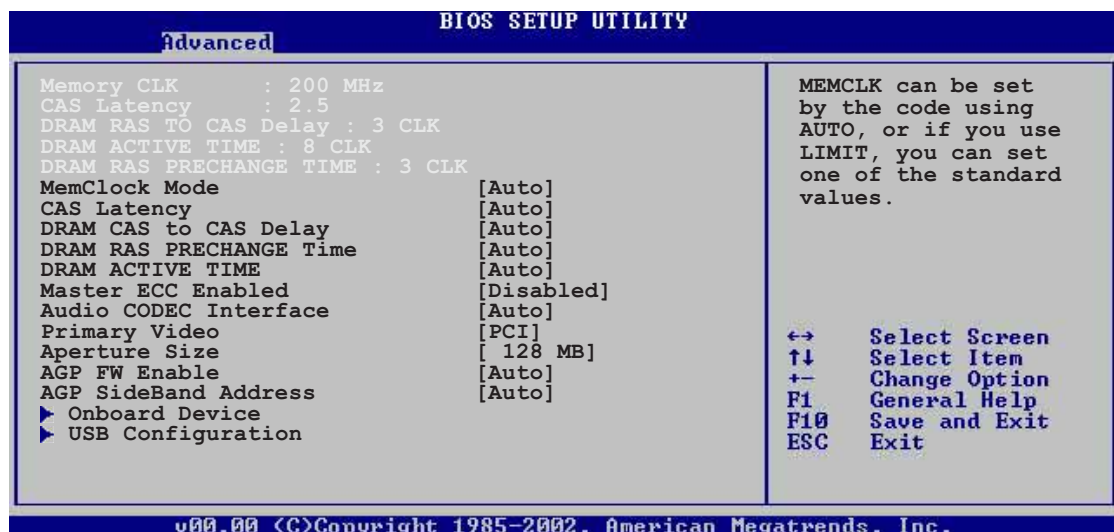 BIOS SETUP UTILITY
Advanced
Memory CLK : 200 MHz
CAS Latency : 2.5
DRAM RAS TO CAS Delay : 3 CLK
DRAM ACTIVE TIME : 8 CLK
DRAM RAS PRECHANGE TIME : 3 CLK
MemClock Mode [Auto]
CAS Latency [Auto]
DRAM CAS to CAS Delay [Auto]
DRAM RAS PRECHANGE Time [Auto]
DRAM ACTIVE TIME [Auto]
Master ECC Enabled [Disabled]
Audio CODEC Interface [Auto]
Primary Video [PCI]
Aperture Size [ 128 MB]
AGP FW Enable [Auto]
AGP SideBand Address [Auto]
Onboard Device
USB Configuration
MEMCLK can be set
by the code using
AUTO, or if you use
LIMIT, you can set
one of the standard
values.
↔ Select Screen
↑↓ Select Item
+- Change Option
F1 General Help
F10 Save and Exit
ESC Exit
v00.00 (C)Copyright 1985-2002, American Megatrends, Inc.